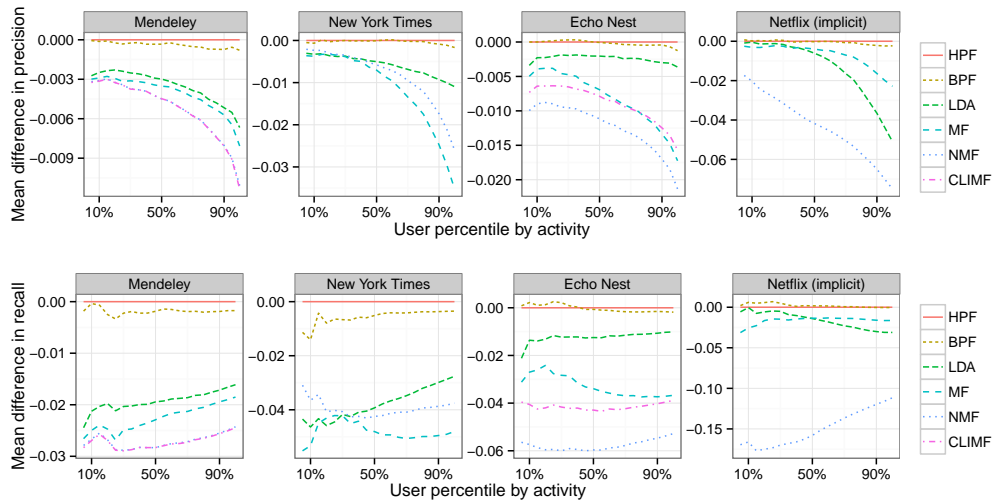 Mendeley New York Times Echo Nest Netflix (implicit)
Mean difference in precision
0.000
−0.003
−0.006
−0.009
0.00
−0.01
−0.02
−0.03
0.000
−0.005
−0.010
−0.015
−0.020
0.00
−0.02
−0.04
−0.06
10% 50% 90% 10% 50% 90% 10% 50% 90% 10% 50% 90%
User percentile by activity
HPF
BPF
LDA
MF
NMF
CLIMF
Mendeley New York Times Echo Nest Netflix (implicit)
Mean difference in recall
0.00
−0.01
−0.02
−0.03
0.00
−0.02
−0.04
0.00
−0.02
−0.04
−0.06
0.00
−0.05
−0.10
−0.15
10% 50% 90% 10% 50% 90% 10% 50% 90% 10% 50% 90%
User percentile by activity
HPF
BPF
LDA
MF
NMF
CLIMF